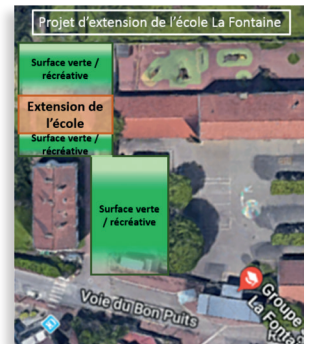 Projet d'extension de l'école La Fontaine
Surface verte /
récréative
Extension de
l'école
Surface verte /
récréative
Surface verte
/ récréative
Voie du Bon Puits
Groupe
La Fonta